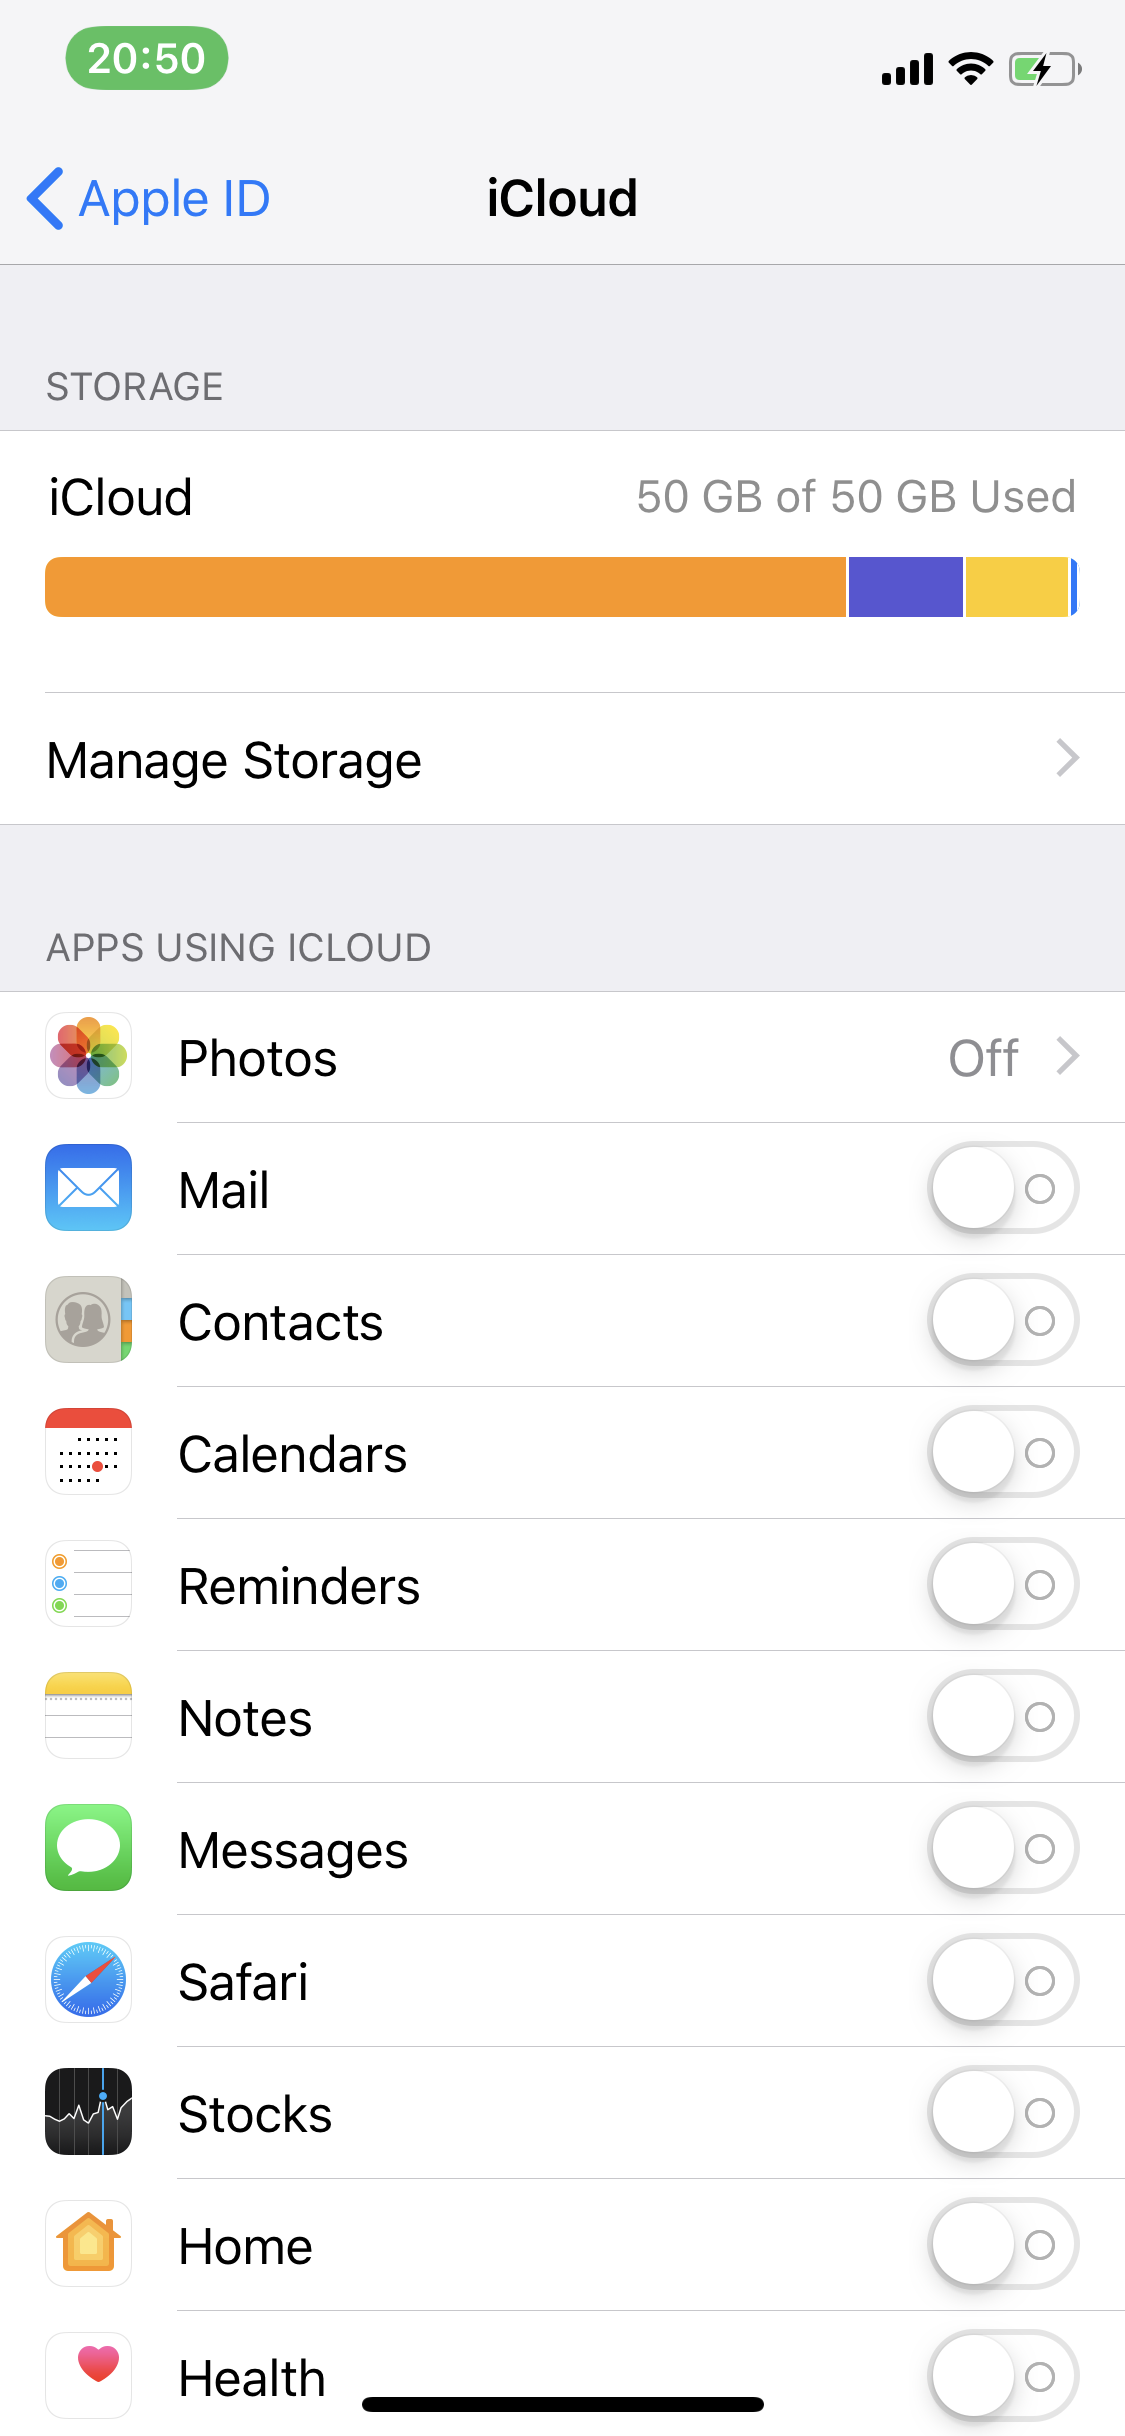 20:50
Apple ID
iCloud
STORAGE
iCloud
50 GB of 50 GB Used
Manage Storage
APPS USING ICLOUD
Photos
Off
Mail
Contacts
Calendars
Reminders
Notes
Messages
Safari
Stocks
Home
Health